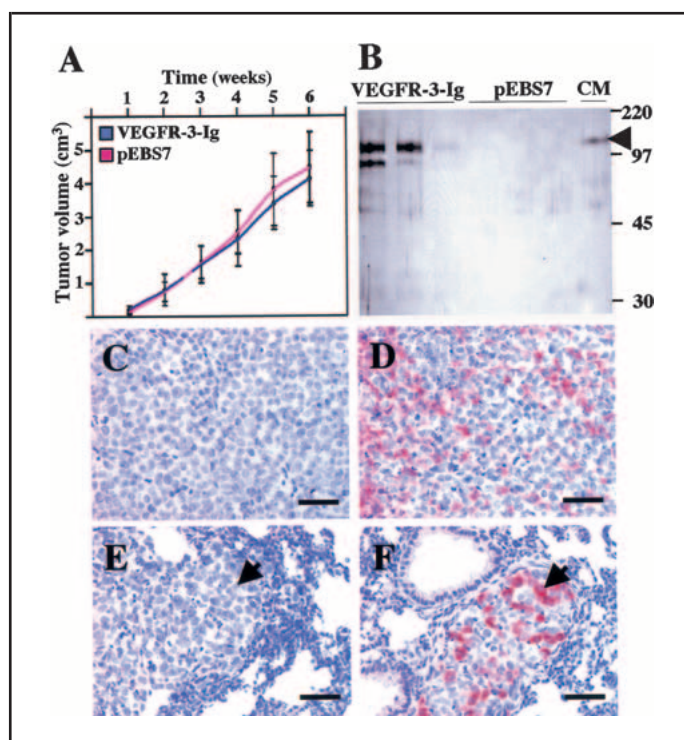 A
Time (weeks)
1 2 3 4 5 6
VEGFR-3-Ig
pEBS7
Tumor volume (cm³)
5
4
3
2
1
B
VEGFR-3-Ig pEBS7 CM
220
97
45
30
C
D
E
F